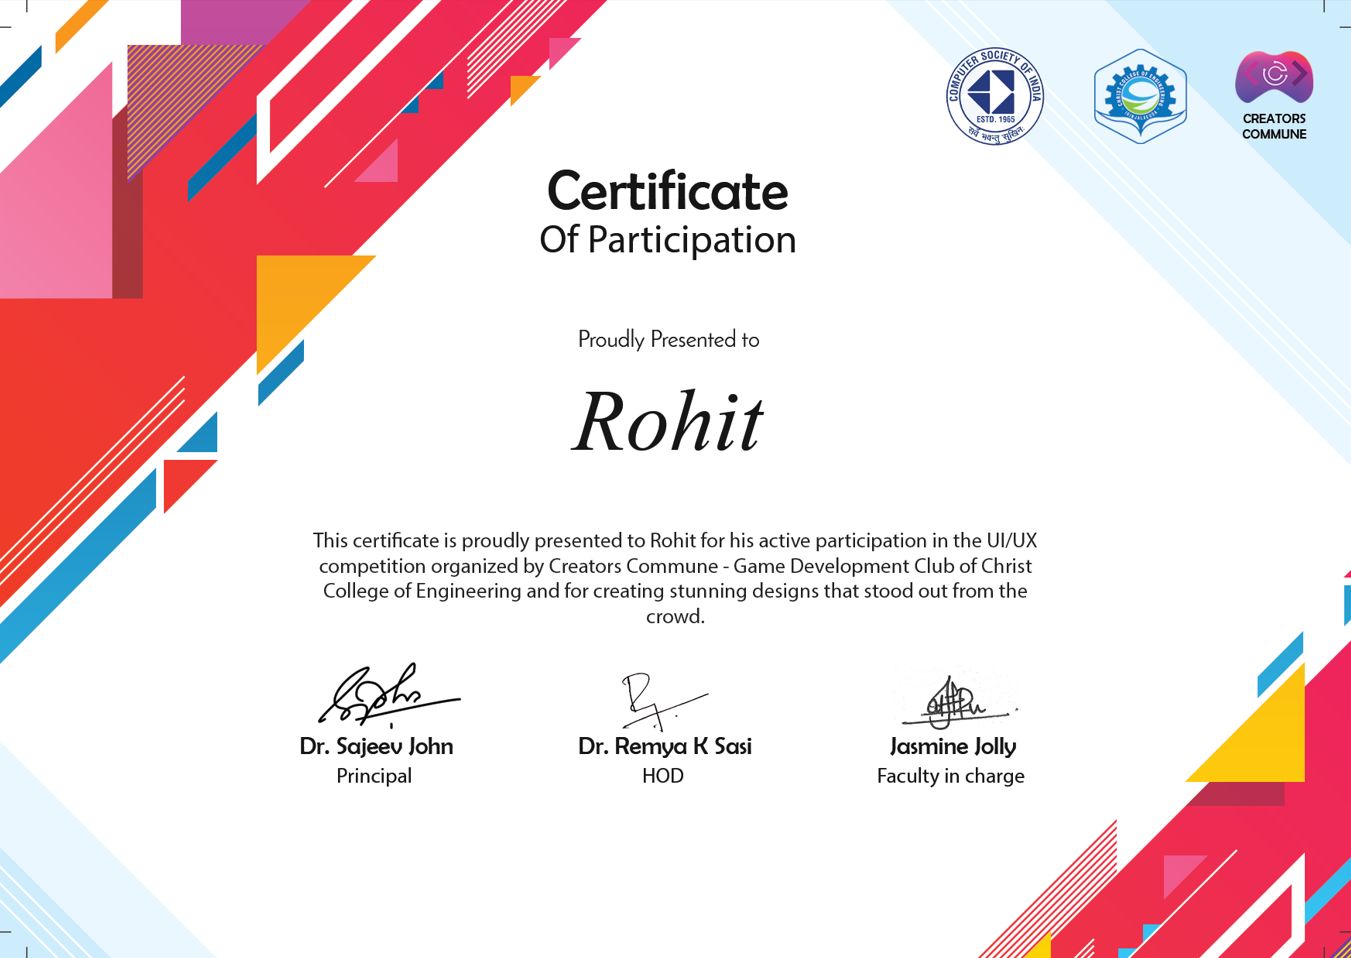 COMPUTER SOCIETY OF INDIA
ESTD. 1965
सर्वे भवन्तु सुखिनः
CHRIST COLLEGE OF ENGINEERING
IRINJALAKUDA
CREATORS
COMMUNE
Certificate
Of Participation
Proudly Presented to
Rohit
This certificate is proudly presented to Rohit for his active participation in the UI/UX
competition organized by Creators Commune - Game Development Club of Christ
College of Engineering and for creating stunning designs that stood out from the
crowd.
Dr. Sajeev John
Principal
Dr. Remya K Sasi
HOD
Jasmine Jolly
Faculty in charge